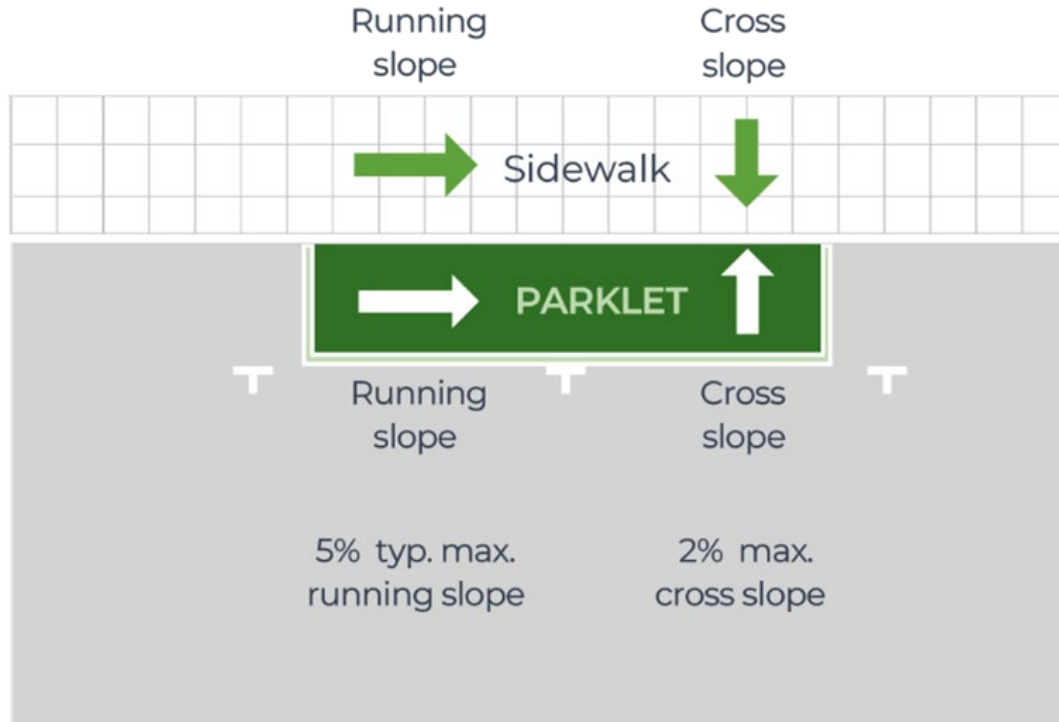 Running
slope
Cross
slope
Sidewalk
PARKLET
Running
slope
Cross
slope
5% typ. max.
running slope
2% max.
cross slope